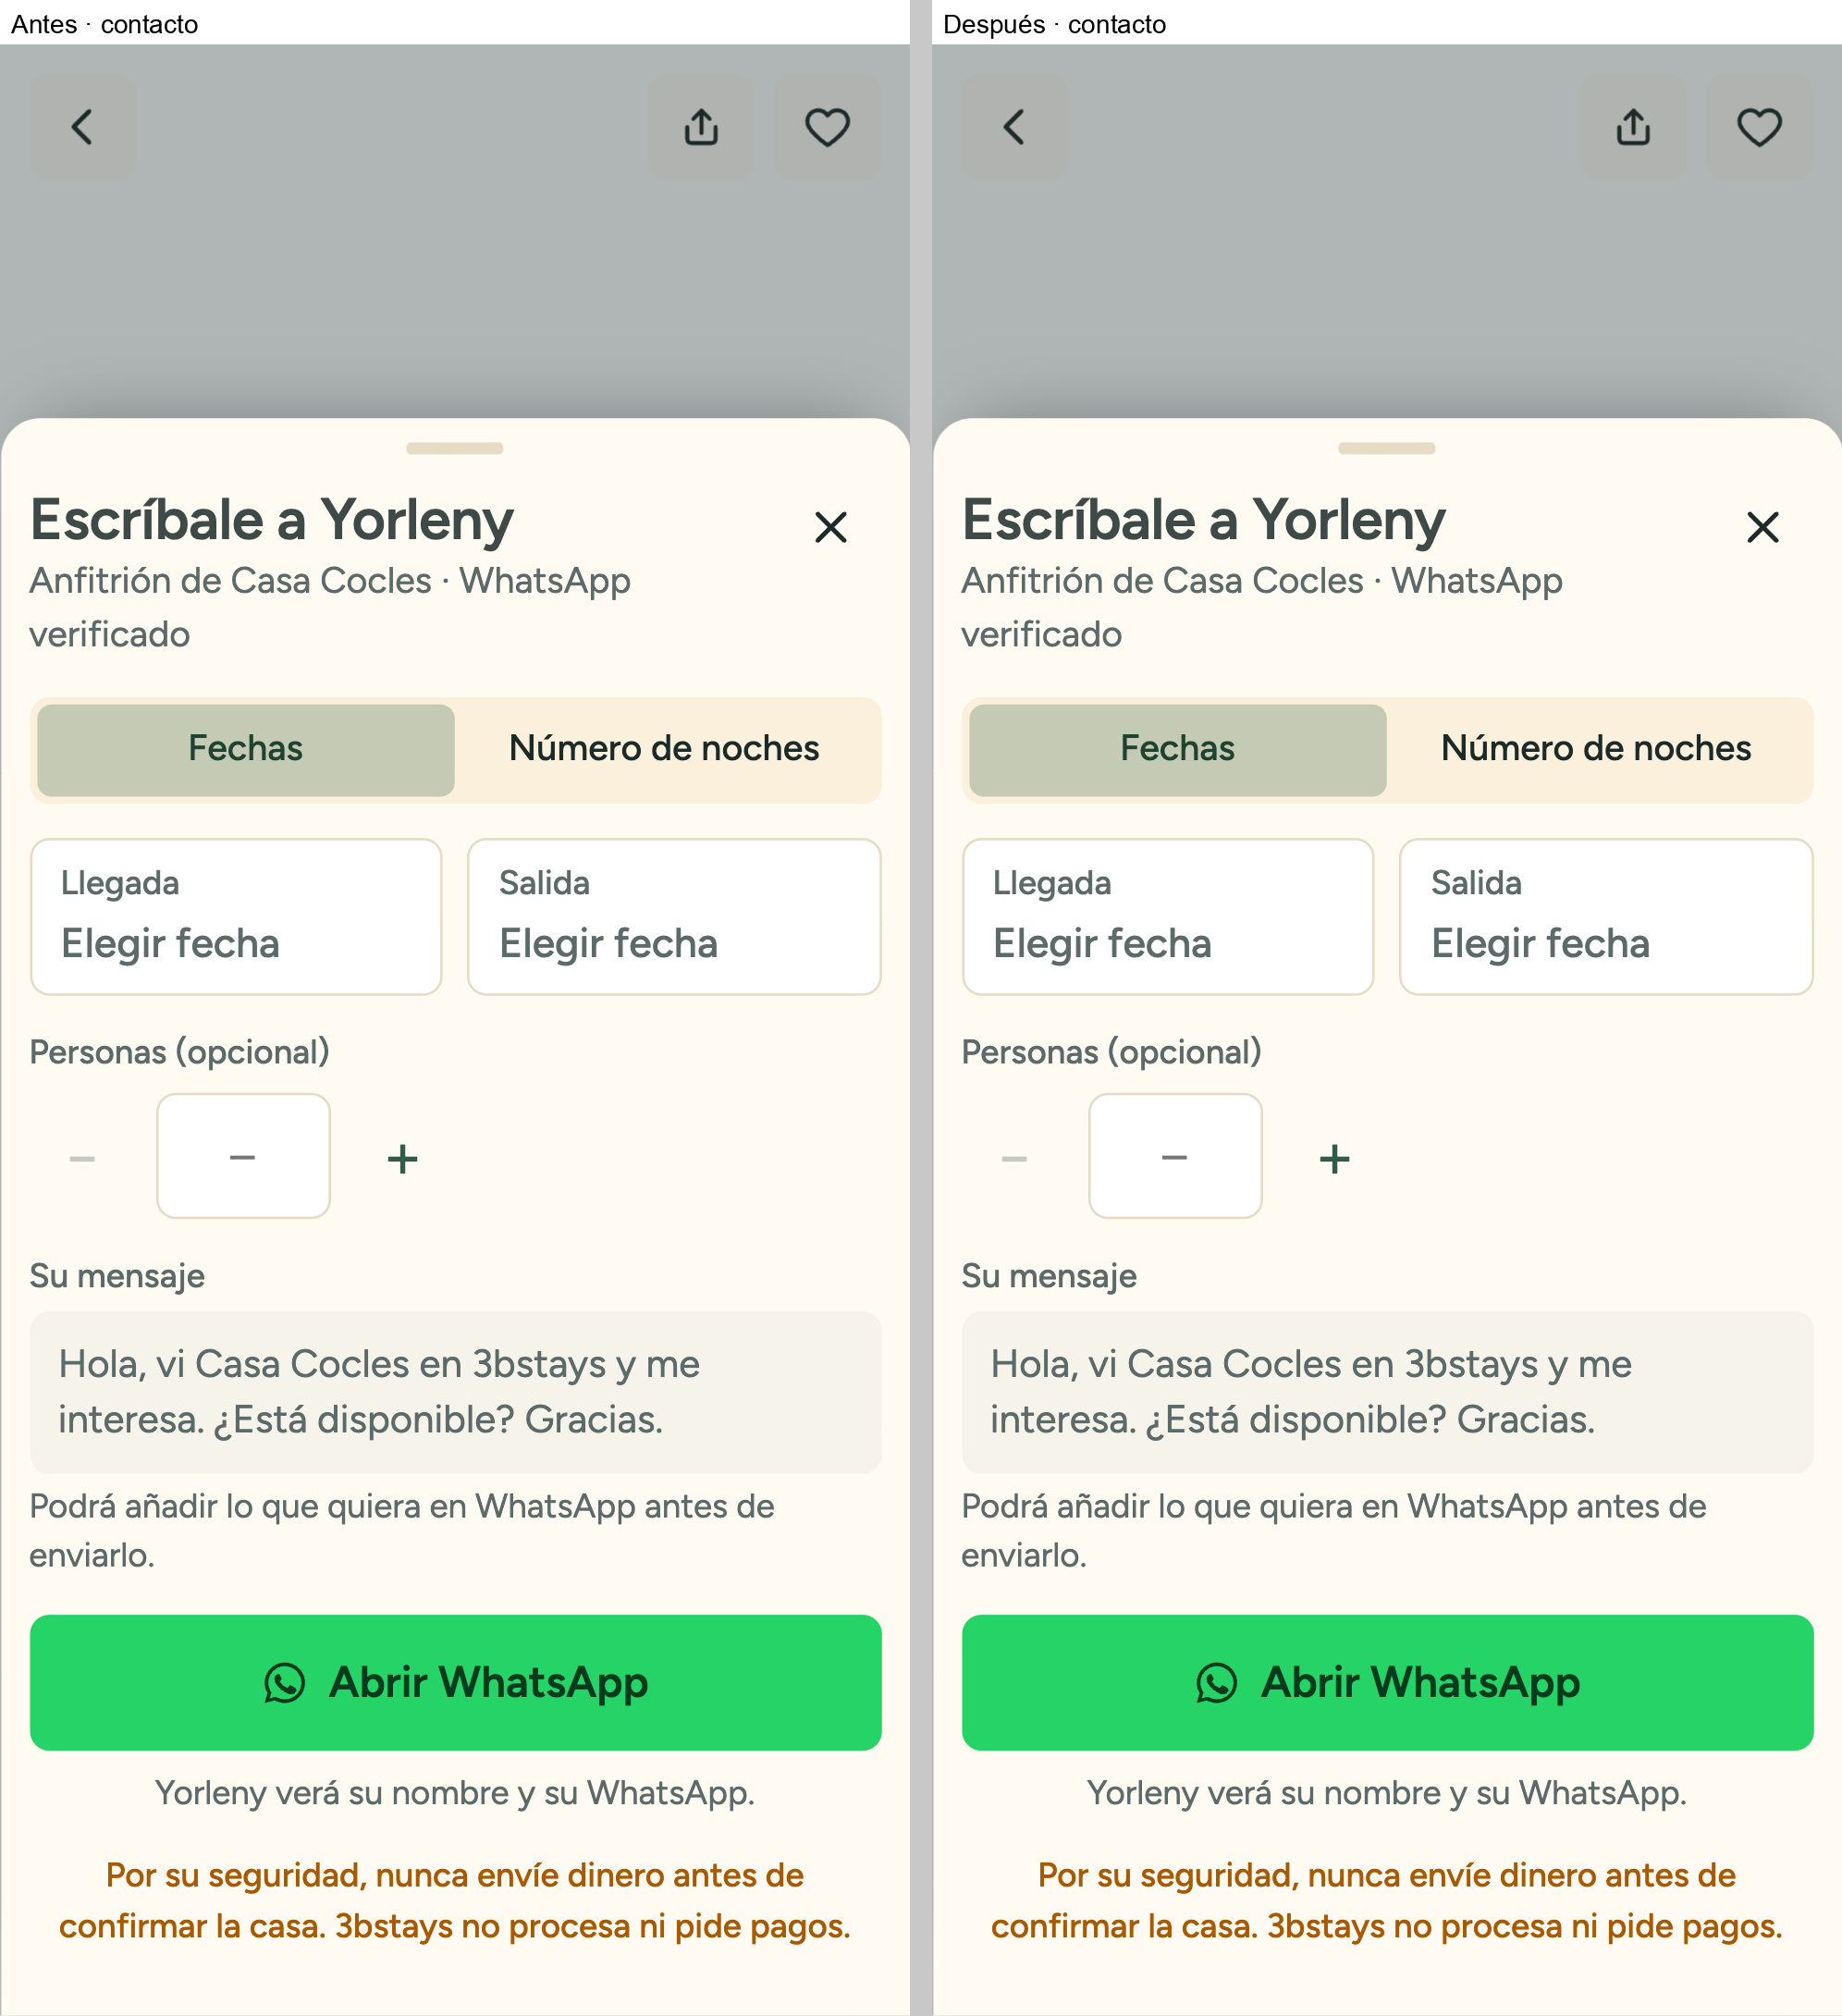 Antes · contacto
Escríbale a Yorleny
Anfitrión de Casa Cocles · WhatsApp
verificado
Fechas
Número de noches
Llegada
Elegir fecha
Salida
Elegir fecha
Personas (opcional)
− – +
Su mensaje
Hola, vi Casa Cocles en 3bstays y me
interesa. ¿Está disponible? Gracias.
Podrá añadir lo que quiera en WhatsApp antes de
enviarlo.
Abrir WhatsApp
Yorleny verá su nombre y su WhatsApp.
Por su seguridad, nunca envíe dinero antes de
confirmar la casa. 3bstays no procesa ni pide pagos.
Después · contacto
Escríbale a Yorleny
Anfitrión de Casa Cocles · WhatsApp
verificado
Fechas
Número de noches
Llegada
Elegir fecha
Salida
Elegir fecha
Personas (opcional)
− – +
Su mensaje
Hola, vi Casa Cocles en 3bstays y me
interesa. ¿Está disponible? Gracias.
Podrá añadir lo que quiera en WhatsApp antes de
enviarlo.
Abrir WhatsApp
Yorleny verá su nombre y su WhatsApp.
Por su seguridad, nunca envíe dinero antes de
confirmar la casa. 3bstays no procesa ni pide pagos.